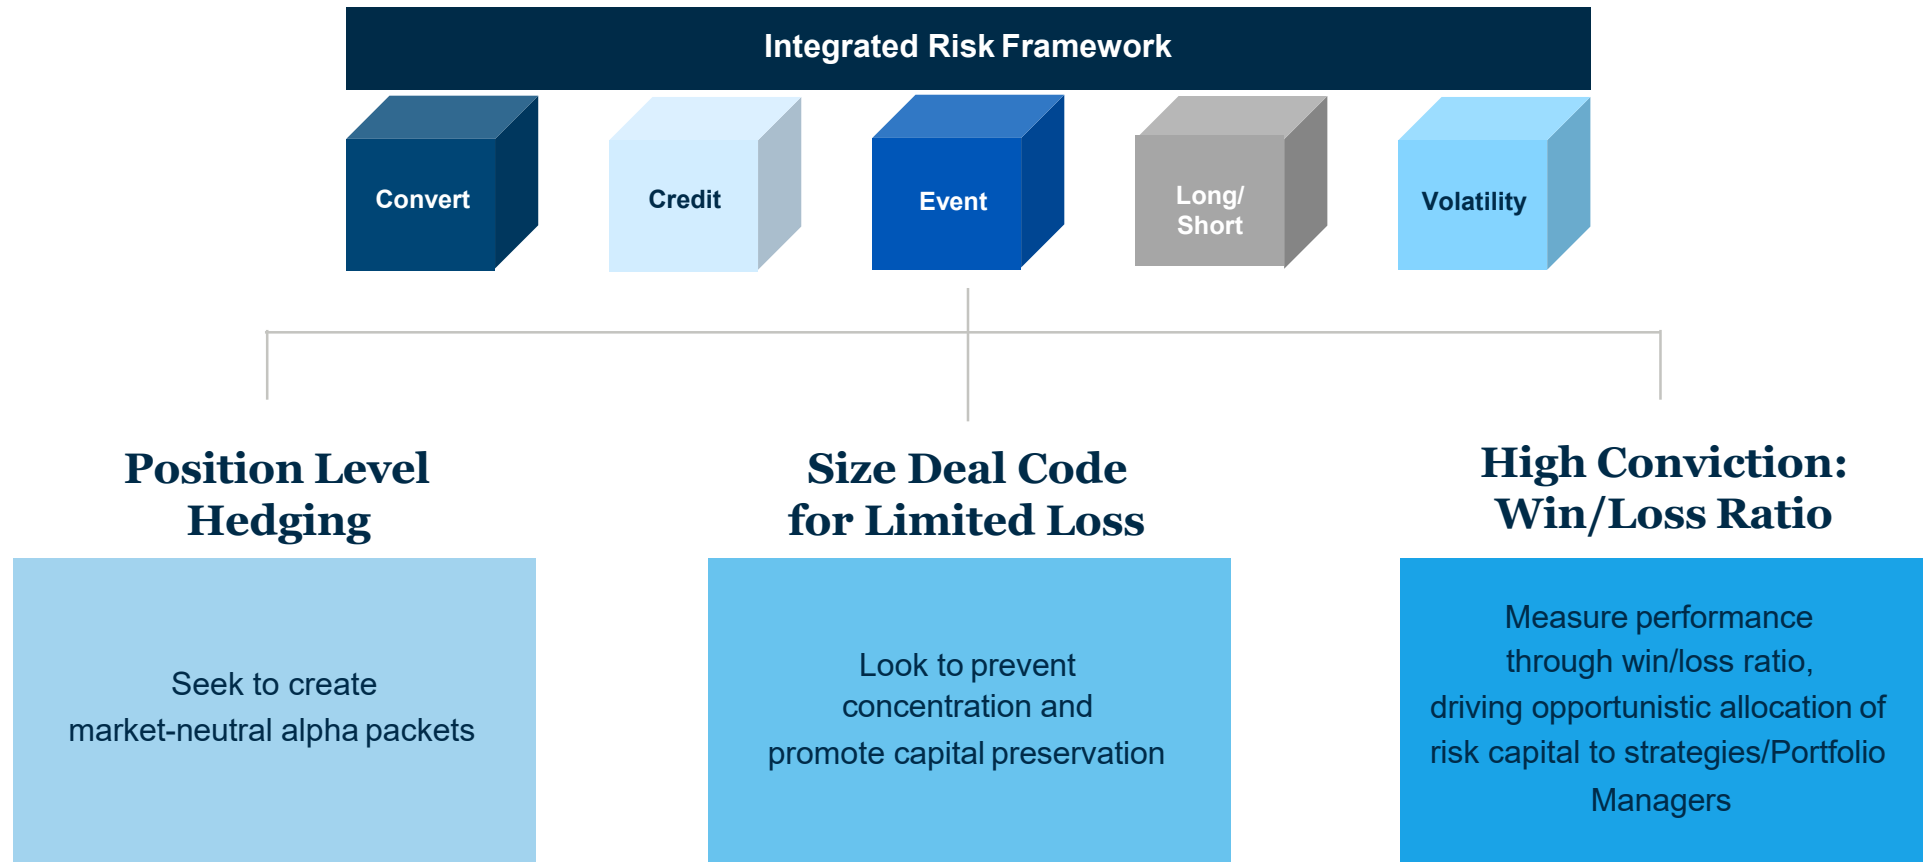 Integrated Risk Framework
Convert
Credit
Event
Long/
Short
Volatility
Position Level
Hedging
Seek to create
market-neutral alpha packets
Size Deal Code
for Limited Loss
Look to prevent
concentration and
promote capital preservation
High Conviction:
Win/Loss Ratio
Measure performance
through win/loss ratio,
driving opportunistic allocation of
risk capital to strategies/Portfolio
Managers